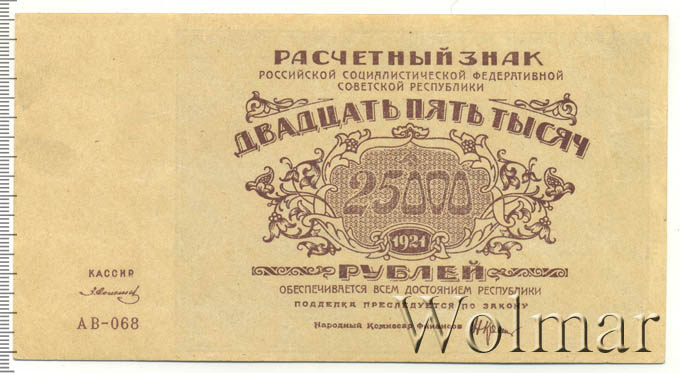 РАСЧЕТНЫЙ ЗНАК
РОССИЙСКОЙ СОЦИАЛИСТИЧЕСКОЙ ФЕДЕРАТИВНОЙ
СОВЕТСКОЙ РЕСПУБЛИКИ
ДВАДЦАТЬ ПЯТЬ ТЫСЯЧ
25000
1921
РУБЛЕЙ
ОБЕСПЕЧИВАЕТСЯ ВСЕМ ДОСТОЯНИЕМ РЕСПУБЛИКИ
ПОДДЕЛКА ПРЕСЛЕДУЕТСЯ ПО ЗАКОНУ
Народный Комиссар Финансов
КАССИР
АВ-068
Wolmar